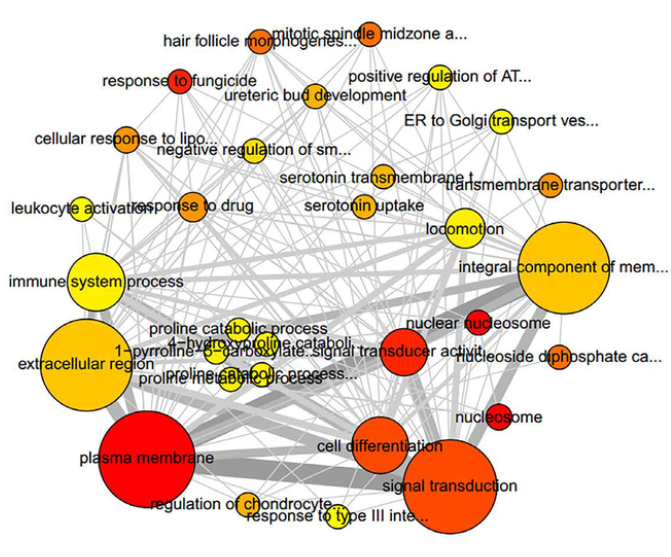 mitotic spindle midzone a...
hair follicle morphogenes...
positive regulation of AT...
response to fungicide
ureteric bud development
ER to Golgi transport ves...
cellular response to lipo...
negative regulation of sm...
serotonin transmembrane t
transmembrane transporter...
leukocyte activation
response to drug
serotonin uptake
locomotion
integral component of mem...
immune system process
nuclear nucleosome
proline catabolic process
4-hydroxyproline cataboli...
1-pyrroline-5-carboxylate...
signal transducer activit...
nucleoside diphosphate ca...
extracellular region
proline catabolic process...
proline metabolic process
nucleosome
cell differentiation
plasma membrane
signal transduction
regulation of chondrocyte...
response to type III inte...